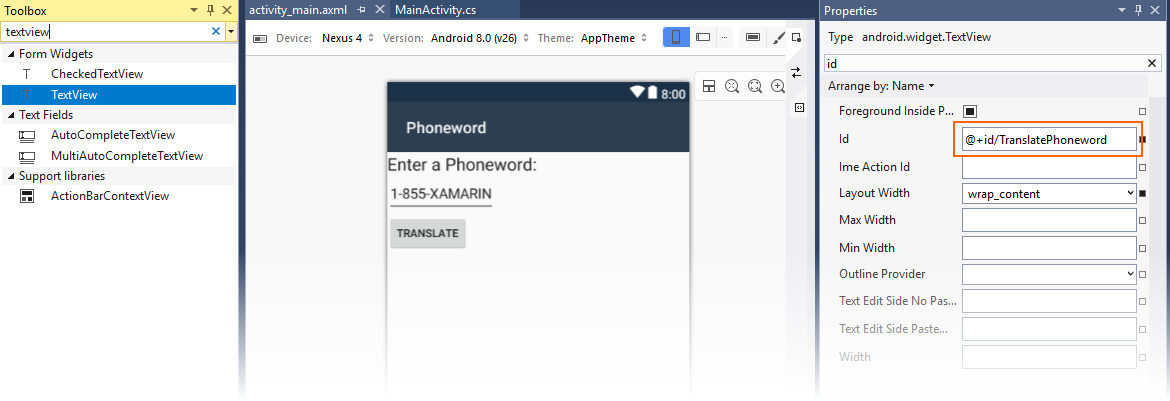 Toolbox
textview
Form Widgets
CheckedTextView
TextView
Text Fields
AutoCompleteTextView
MultiAutoCompleteTextView
Support libraries
ActionBarContextView
activity_main.axml MainActivity.cs
Device: Nexus 4 Version: Android 8.0 (v26) Theme: AppTheme
8:00
Phoneword
Enter a Phoneword:
1-855-XAMARIN
TRANSLATE
Properties
Type android.widget.TextView
id
Arrange by: Name
Foreground Inside P...
Id @+id/TranslatePhoneword
Ime Action Id
Layout Width wrap_content
Max Width
Min Width
Outline Provider
Text Edit Side No Pas...
Text Edit Side Paste...
Width